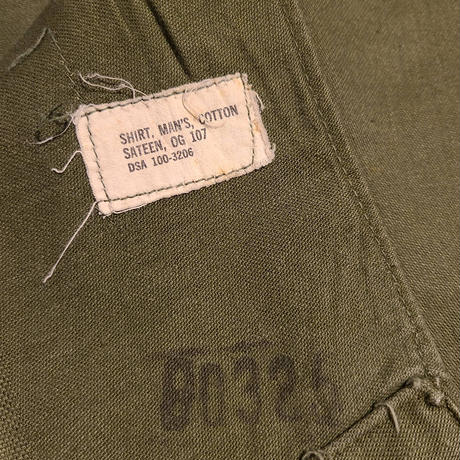 SHIRT, MAN'S, COTTON
SATEEN, OG 107
DSA 100-3206